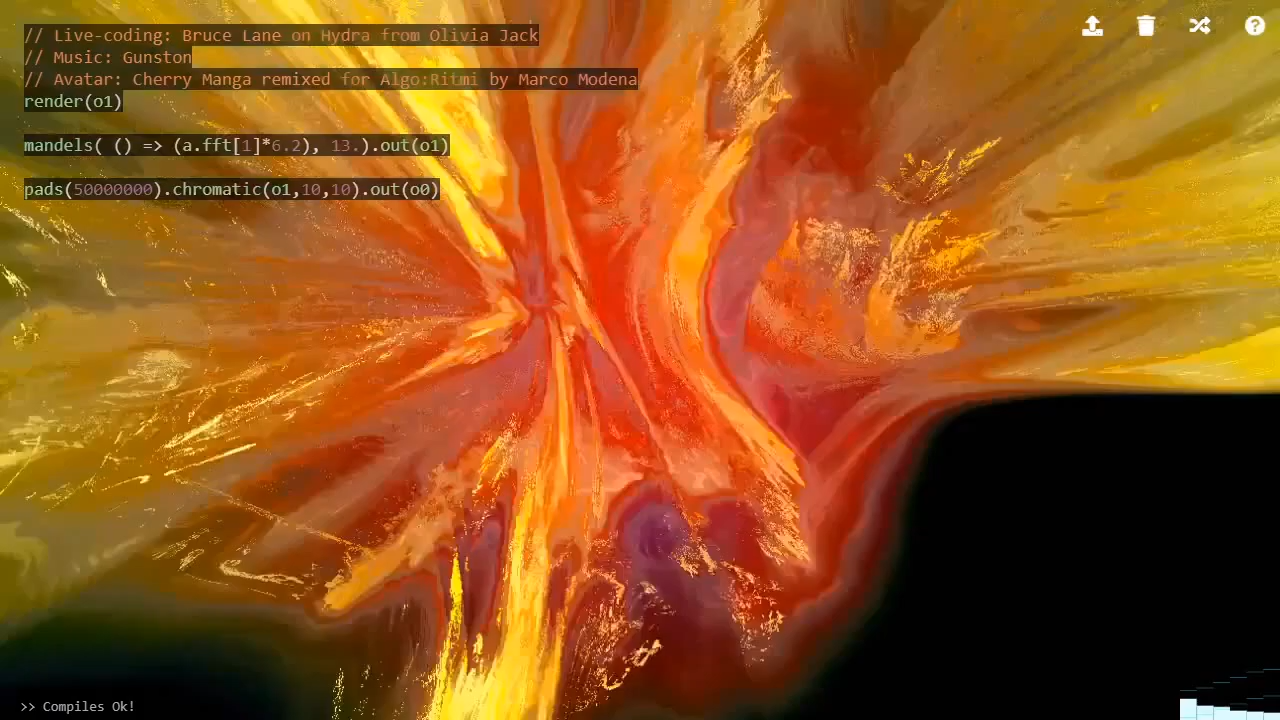 // Live-coding: Bruce Lane on Hydra from Olivia Jack
// Music: Gunston
// Avatar: Cherry Manga remixed for Algo:Ritmi by Marco Modena
render(o1)
mandels( () => (a.fft[1]*6.2), 13.).out(o1)
pads(50000000).chromatic(o1,10,10).out(o0)
>> Compiles Ok!